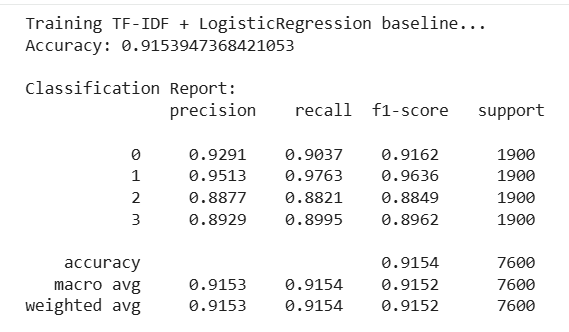 Training TF-IDF + LogisticRegression baseline...
Accuracy: 0.9153947368421053
Classification Report:
precision recall f1-score support
0 0.9291 0.9037 0.9162 1900
1 0.9513 0.9763 0.9636 1900
2 0.8877 0.8821 0.8849 1900
3 0.8929 0.8995 0.8962 1900
accuracy 0.9154 7600
macro avg 0.9153 0.9154 0.9152 7600
weighted avg 0.9153 0.9154 0.9152 7600